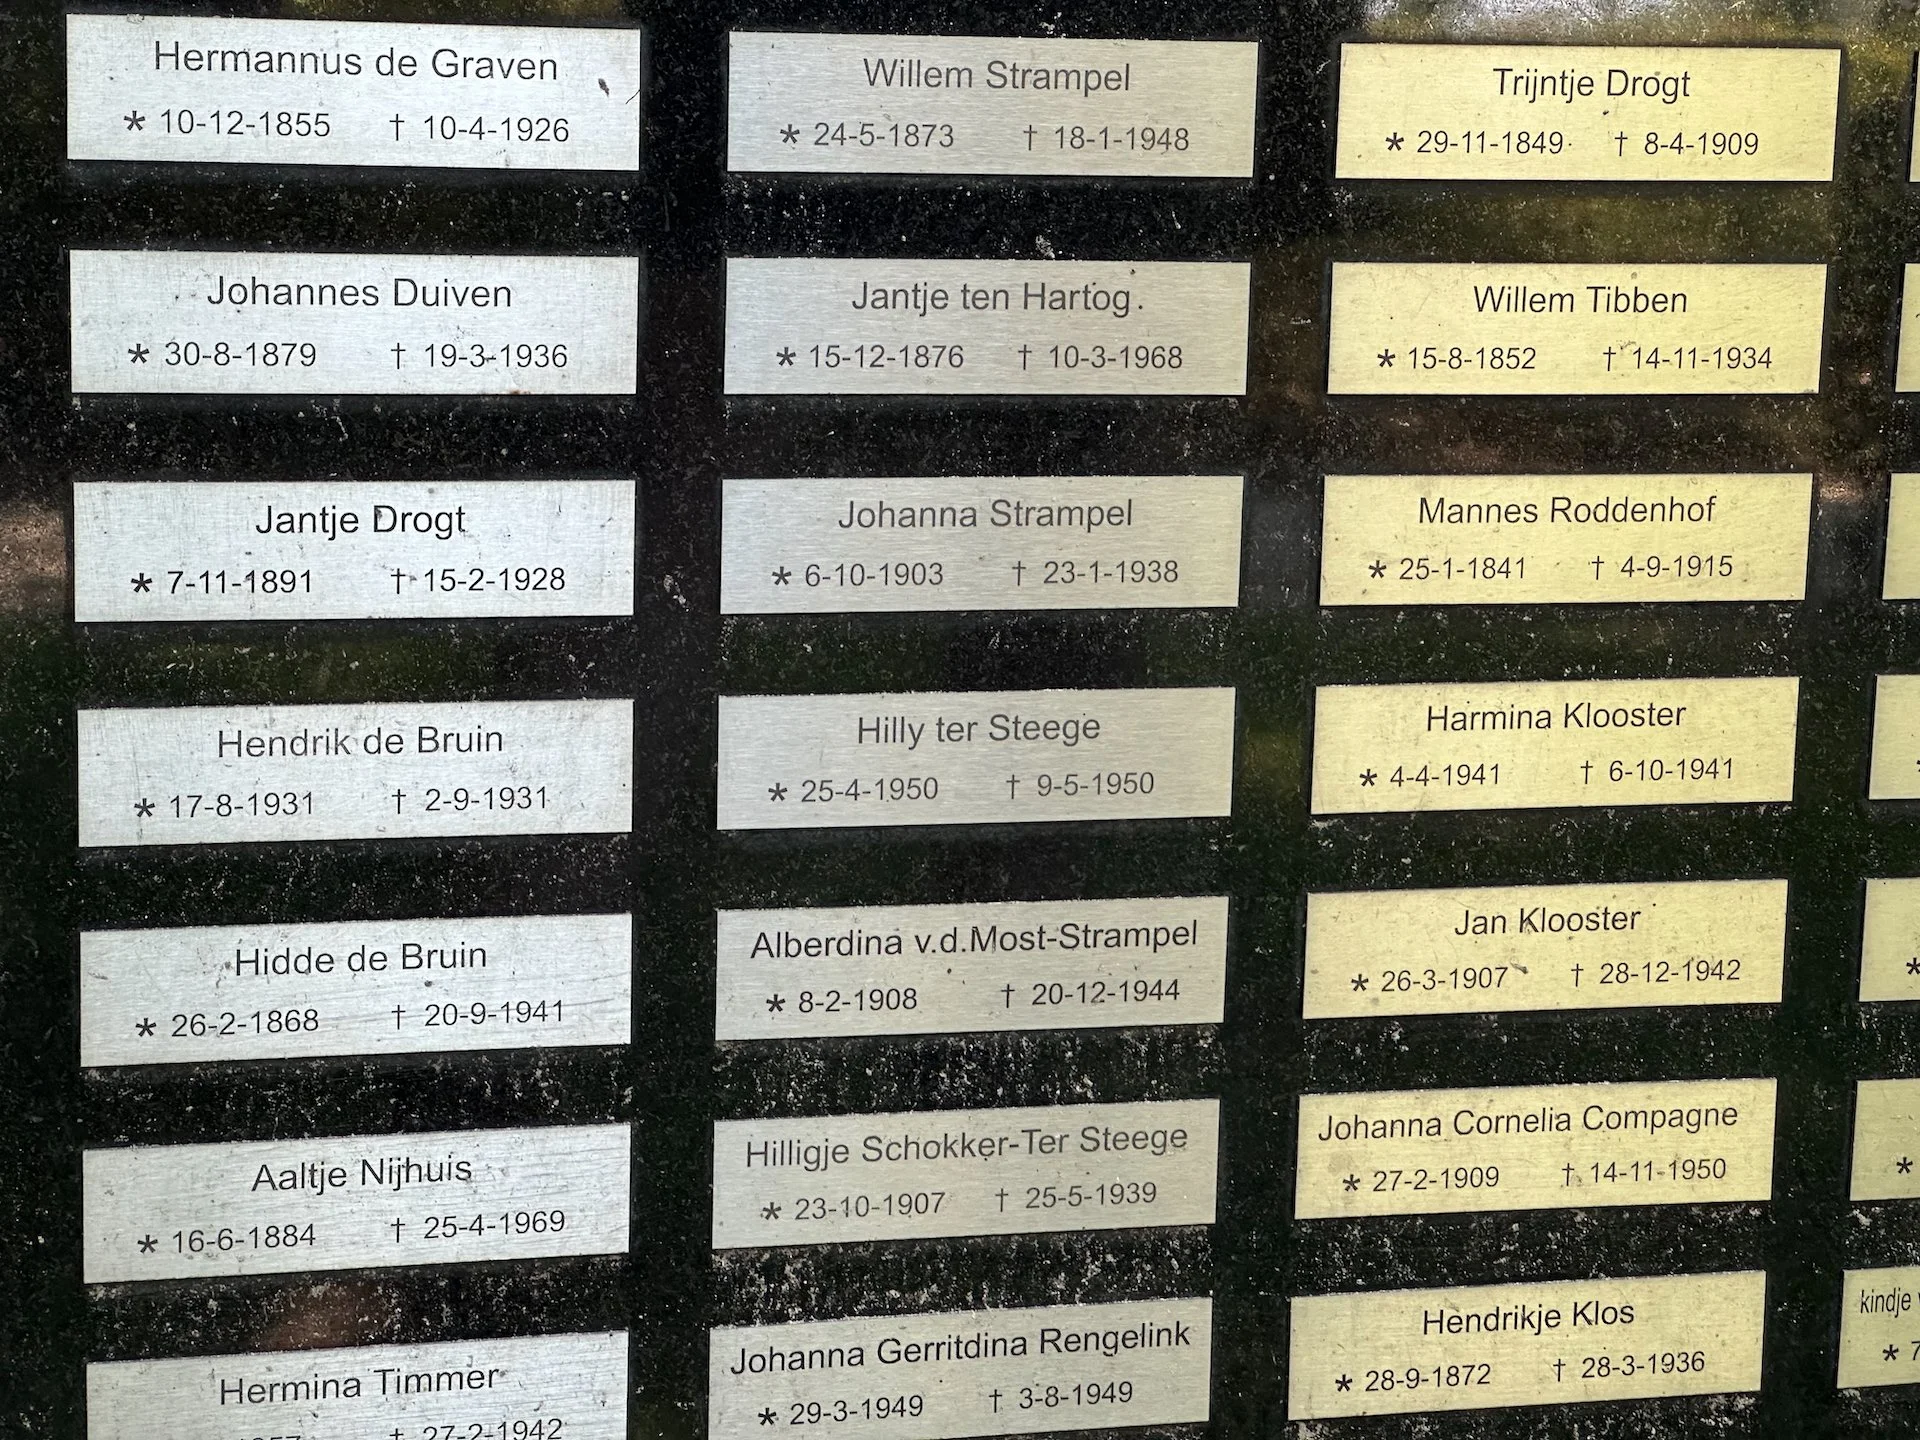 Hermannus de Graven
* 10-12-1855 † 10-4-1926
Johannes Duiven
* 30-8-1879 † 19-3-1936
Jantje Drogt
* 7-11-1891 † 15-2-1928
Hendrik de Bruin
* 17-8-1931 † 2-9-1931
Hidde de Bruin
* 26-2-1868 † 20-9-1941
Aaltje Nijhuis
* 16-6-1884 † 25-4-1969
Hermina Timmer
† 27-2-1942
Willem Strampel
* 24-5-1873 † 18-1-1948
Jantje ten Hartog
* 15-12-1876 † 10-3-1968
Johanna Strampel
* 6-10-1903 † 23-1-1938
Hilly ter Steege
* 25-4-1950 † 9-5-1950
Alberdina v.d.Most-Strampel
* 8-2-1908 † 20-12-1944
Hilligje Schokker-Ter Steege
* 23-10-1907 † 25-5-1939
Johanna Gerritdina Rengelink
* 29-3-1949 † 3-8-1949
Trijntje Drogt
* 29-11-1849 † 8-4-1909
Willem Tibben
* 15-8-1852 † 14-11-1934
Mannes Roddenhof
* 25-1-1841 † 4-9-1915
Harmina Klooster
* 4-4-1941 † 6-10-1941
Jan Klooster
* 26-3-1907 † 28-12-1942
Johanna Cornelia Compagne
* 27-2-1909 † 14-11-1950
Hendrikje Klos
* 28-9-1872 † 28-3-1936
*
*
*
kindje
* 7